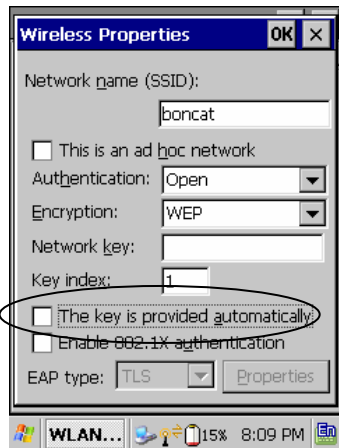 Wireless Properties OK ×
Network name (SSID):
boncat
This is an ad hoc network
Authentication: Open
Encryption: WEP
Network key:
Key index: 1
The key is provided automatically
Enable 802.1X authentication
EAP type: TLS Properties
WLAN... 15% 8:09 PM En